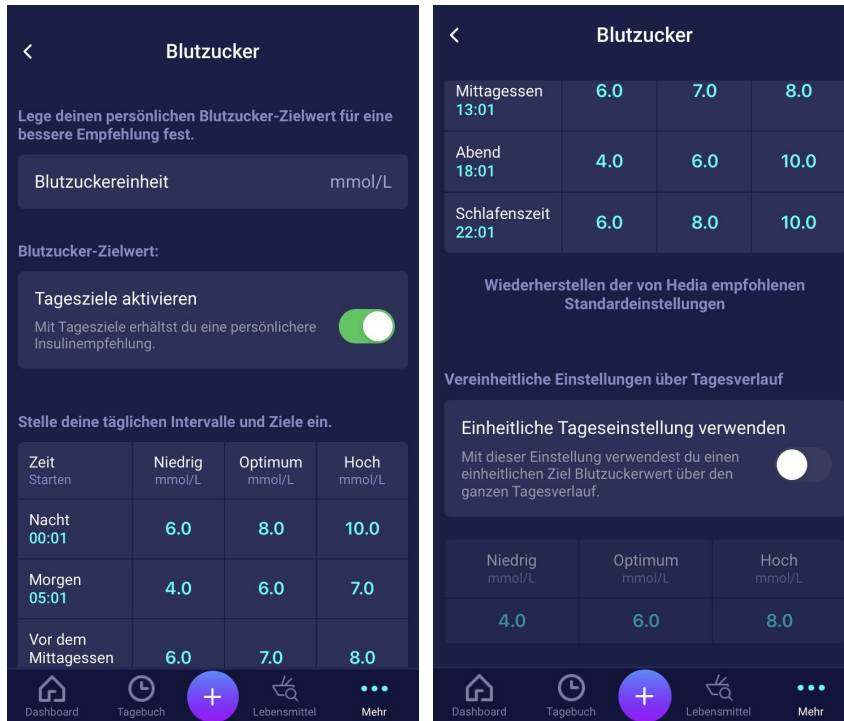 Blutzucker
Lege deinen persönlichen Blutzucker-Zielwert für eine
bessere Empfehlung fest.
Blutzuckereinheit mmol/L
Blutzucker-Zielwert:
Tagesziele aktivieren
Mit Tagesziele erhältst du eine persönlichere
Insulinempfehlung.
Stelle deine täglichen Intervalle und Ziele ein.
Zeit Niedrig Optimum Hoch
Starten mmol/L mmol/L mmol/L
Nacht
00:01 6.0 8.0 10.0
Morgen
05:01 4.0 6.0 7.0
Vor dem
Mittagessen 6.0 7.0 8.0
Dashboard Tagebuch + Lebensmittel Mehr
Blutzucker
Mittagessen 6.0 7.0 8.0
13:01
Abend
18:01 4.0 6.0 10.0
Schlafenszeit
22:01 6.0 8.0 10.0
Wiederherstellen der von Hedia empfohlenen
Standardeinstellungen
Vereinheitliche Einstellungen über Tagesverlauf
Einheitliche Tageseinstellung verwenden
Mit dieser Einstellung verwendest du einen
einheitlichen Ziel Blutzuckerwert über den
ganzen Tagesverlauf.
Niedrig Optimum Hoch
mmol/L mmol/L mmol/L
4.0 6.0 8.0
Dashboard Tagebuch + Lebensmittel Mehr